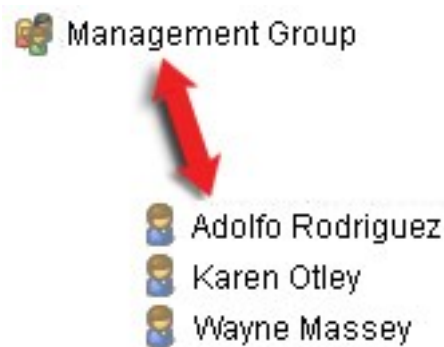 Management Group
Adolfo Rodriguez
Karen Otley
Wayne Massey